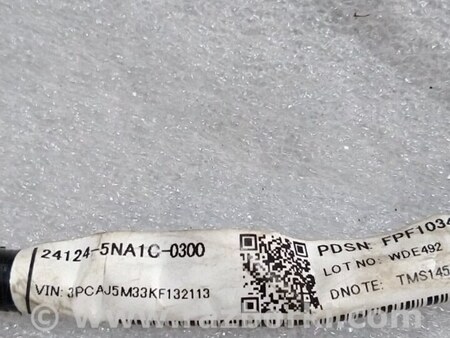 24124-5NA1C-0300
VIN: 3PCAJ5M33KF132113
PDSN: FPF1034
LOT NO: WDE492
DNOTE: TMS145